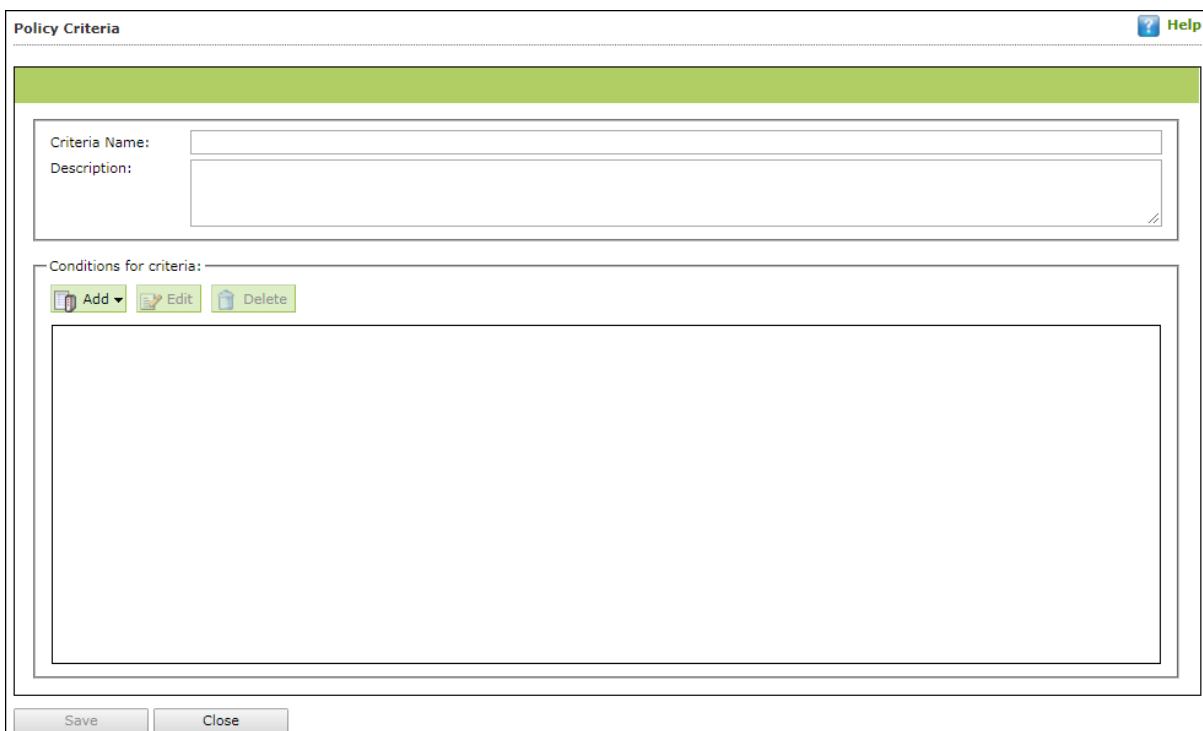 Policy Criteria
Help
Criteria Name:
Description:
Conditions for criteria:
Add Edit Delete
Save Close